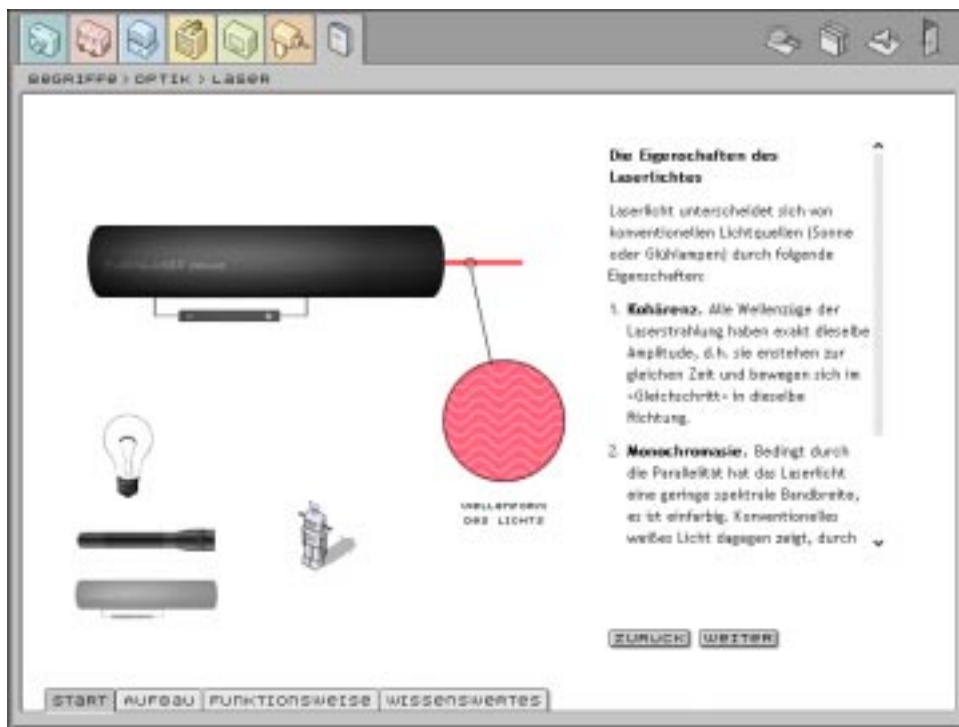 BEGRIFFE > OPTIK > LASER
Die Eigenschaften des
Laserlichtes
Laserlicht unterscheidet sich von
konventionellen Lichtquellen (Sonne
oder Glühlampen) durch folgende
Eigenschaften:
1. Kohärenz. Alle Wellenzüge der
Laserstrahlung haben exakt dieselbe
Amplitude, d.h. sie enstehen zur
gleichen Zeit und bewegen sich im
»Gleichschritt« in dieselbe
Richtung.
2. Monochromasie. Bedingt durch
die Parallelität hat das Laserlicht
eine geringe spektrale Bandbreite,
es ist einfarbig. Konventionelles
weißes Licht dagegen zeigt, durch
WELLENFORM
DES LICHTS
ZURUCK WEITER
START AUFBAU FUNKTIONSWEISE WISSENSWERTES